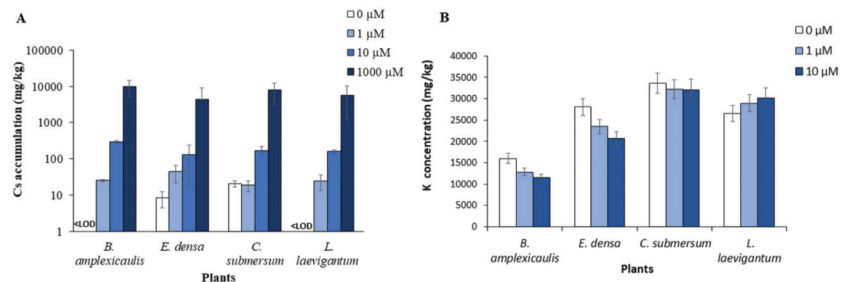 A
0 µM
1 µM
10 µM
1000 µM
Cs accumulation (mg/kg)
100000
10000
1000
100
10
1
<LOD
<LOD
B. amplexicaulis
E. densa
C. submersum
L. laevigantum
Plants
B
0 µM
1 µM
10 µM
K concentration (mg/kg)
40000
35000
30000
25000
20000
15000
10000
5000
0
B. amplexicaulis
E. densa
C. submersum
L. laevigantum
Plants